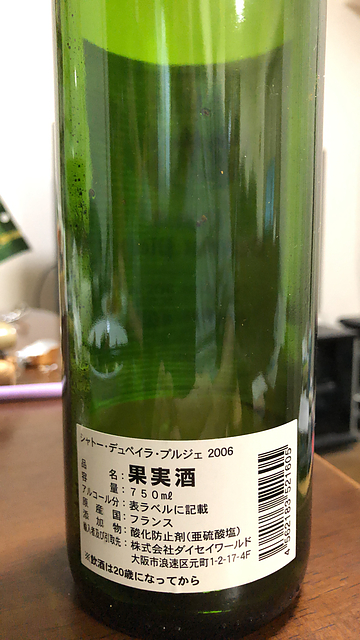 シャトー・デュペイラ・プルジェ 2006
品名：果実酒
容量：750mℓ
アルコール分：表ラベルに記載
原産国：フランス
添加物：酸化防止剤(亜硫酸塩)
輸入者及び引取先：株式会社ダイセイワールド
大阪市浪速区元町1-2-17-4F
※飲酒は20歳になってから
4 562183 521605